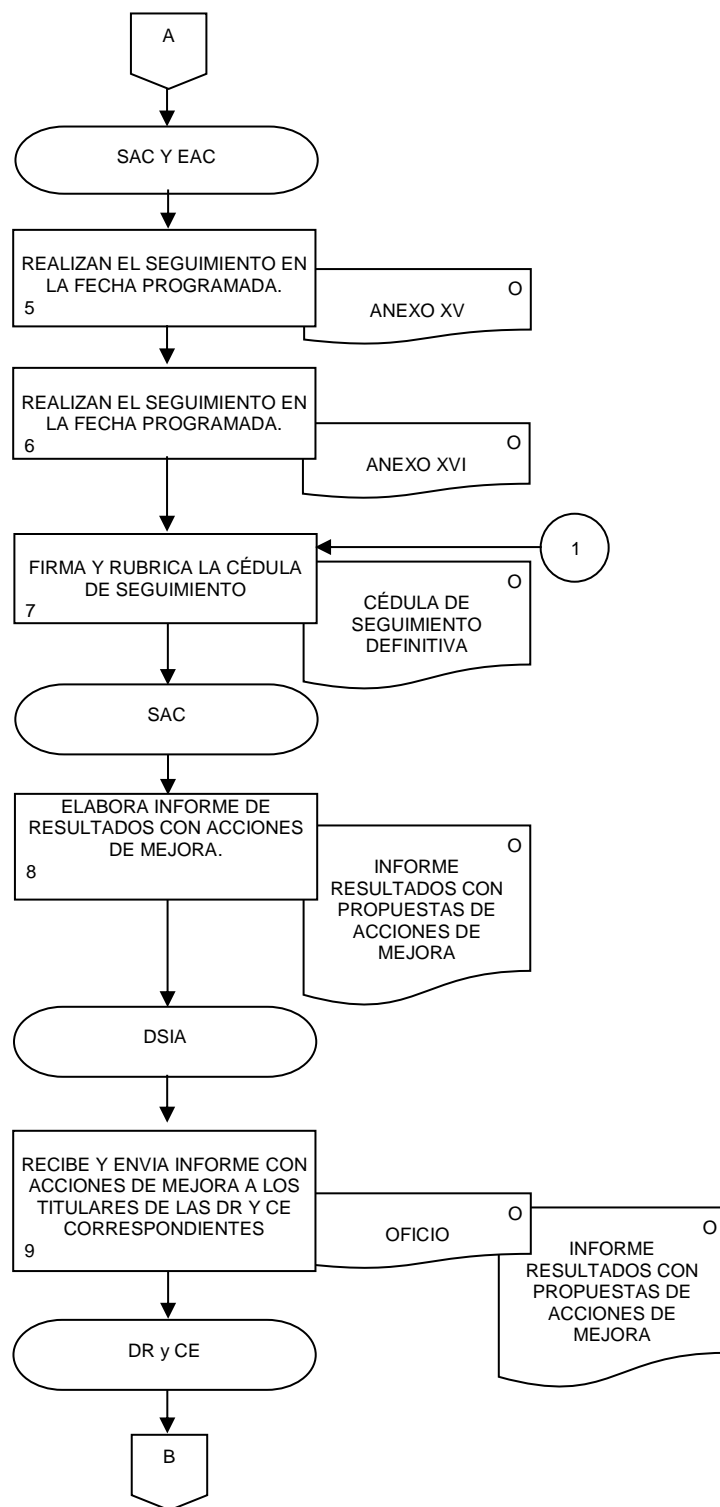 A
SAC Y EAC
REALIZAN EL SEGUIMIENTO EN
LA FECHA PROGRAMADA.
5
O
ANEXO XV
REALIZAN EL SEGUIMIENTO EN
LA FECHA PROGRAMADA.
6
O
ANEXO XVI
1
FIRMA Y RUBRICA LA CÉDULA
DE SEGUIMIENTO
7
O
CÉDULA DE
SEGUIMIENTO
DEFINITIVA
SAC
ELABORA INFORME DE
RESULTADOS CON ACCIONES
DE MEJORA.
8
O
INFORME
RESULTADOS CON
PROPUESTAS DE
ACCIONES DE
MEJORA
DSIA
RECIBE Y ENVIA INFORME CON
ACCIONES DE MEJORA A LOS
TITULARES DE LAS DR Y CE
CORRESPONDIENTES
9
O
OFICIO
O
INFORME
RESULTADOS CON
PROPUESTAS DE
ACCIONES DE
MEJORA
DR y CE
B